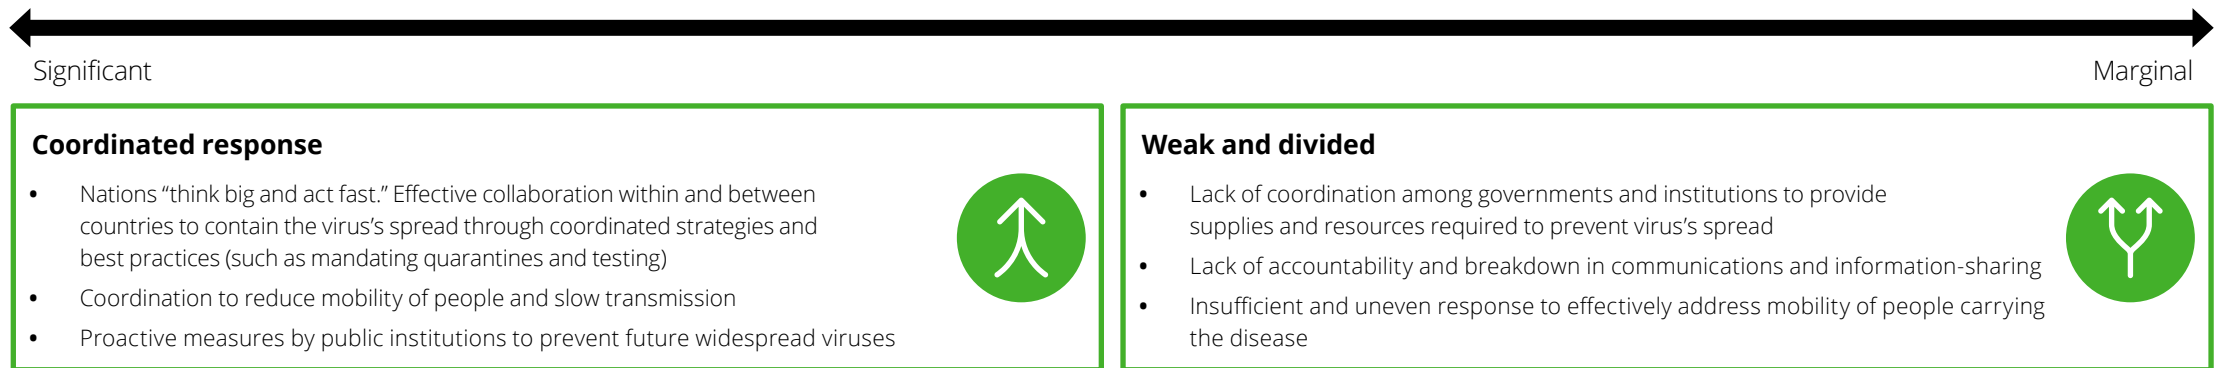 Significant
Marginal
Coordinated response
• Nations “think big and act fast.” Effective collaboration within and between
countries to contain the virus’s spread through coordinated strategies and
best practices (such as mandating quarantines and testing)
• Coordination to reduce mobility of people and slow transmission
• Proactive measures by public institutions to prevent future widespread viruses
Weak and divided
• Lack of coordination among governments and institutions to provide
supplies and resources required to prevent virus’s spread
• Lack of accountability and breakdown in communications and information-sharing
• Insufficient and uneven response to effectively address mobility of people carrying
the disease